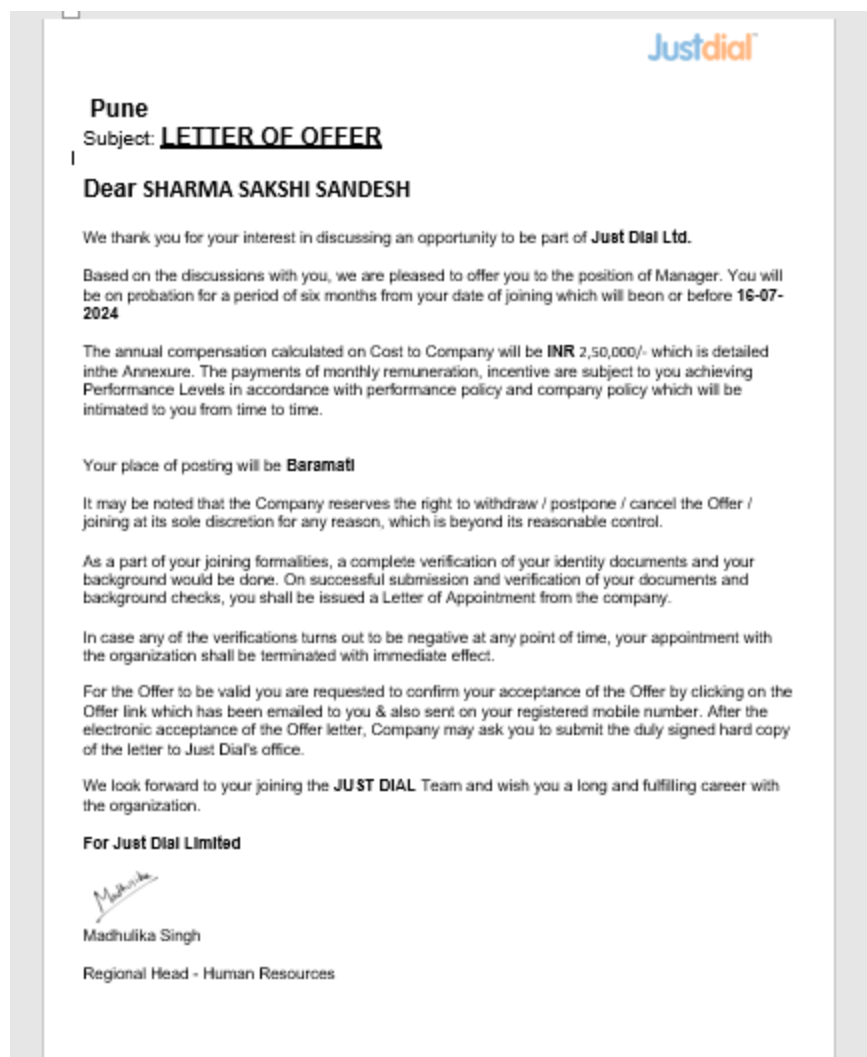 Justdial
Pune
Subject: LETTER OF OFFER
Dear SHARMA SAKSHI SANDESH
We thank you for your interest in discussing an opportunity to be part of Just Dial Ltd.
Based on the discussions with you, we are pleased to offer you to the position of Manager. You will
be on probation for a period of six months from your date of joining which will beon or before 16-07-
2024
The annual compensation calculated on Cost to Company will be INR 2,50,000/- which is detailed
inthe Annexure. The payments of monthly remuneration, incentive are subject to you achieving
Performance Levels in accordance with performance policy and company policy which will be
intimated to you from time to time.
Your place of posting will be Baramati
It may be noted that the Company reserves the right to withdraw / postpone / cancel the Offer /
joining at its sole discretion for any reason, which is beyond its reasonable control.
As a part of your joining formalities, a complete verification of your identity documents and your
background would be done. On successful submission and verification of your documents and
background checks, you shall be issued a Letter of Appointment from the company.
In case any of the verifications turns out to be negative at any point of time, your appointment with
the organization shall be terminated with immediate effect.
For the Offer to be valid you are requested to confirm your acceptance of the Offer by clicking on the
Offer link which has been emailed to you & also sent on your registered mobile number. After the
electronic acceptance of the Offer letter, Company may ask you to submit the duly signed hard copy
of the letter to Just Dial's office.
We look forward to your joining the JUST DIAL Team and wish you a long and fulfilling career with
the organization.
For Just Dial Limited
Madhulika
Madhulika Singh
Regional Head - Human Resources